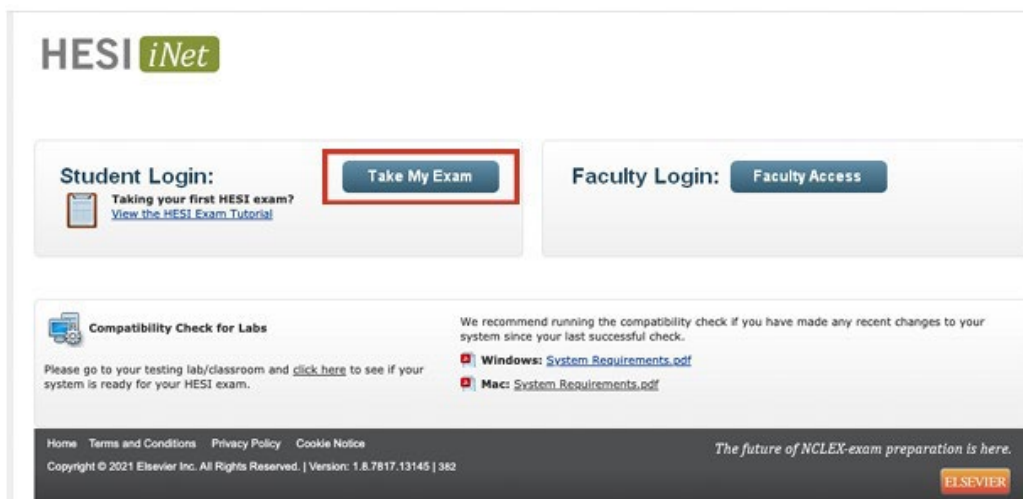 HESI iNet
Student Login:
Take My Exam
Taking your first HESI exam?
View the HESI Exam Tutorial
Faculty Login:
Faculty Access
Compatibility Check for Labs
Please go to your testing lab/classroom and click here to see if your
system is ready for your HESI exam.
We recommend running the compatibility check if you have made any recent changes to your
system since your last successful check.
Windows: System Requirements.pdf
Mac: System Requirements.pdf
Home Terms and Conditions Privacy Policy Cookie Notice
Copyright © 2021 Elsevier Inc. All Rights Reserved. | Version: 1.8.7817.13145 | 382
The future of NCLEX-exam preparation is here.
ELSEVIER